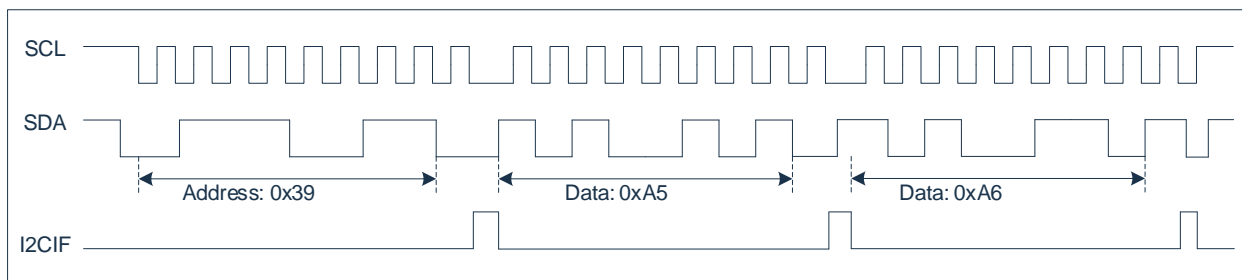 SCL
SDA
Address: 0x39 Data: 0xA5 Data: 0xA6
I2CIF